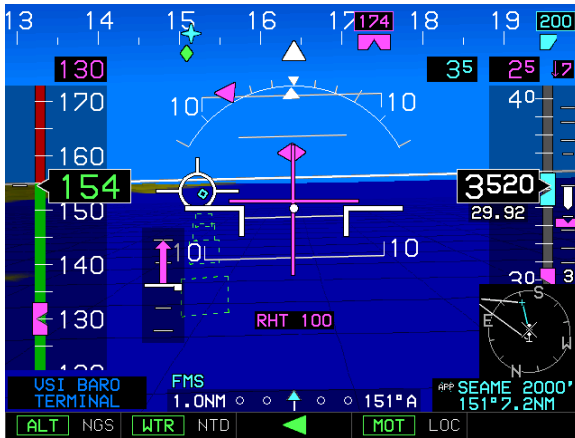 13 14 15 16 174 18 19 200
130 3⁵ 2⁵ ↓7
170 10 10 40
160
154 3520
150 29.92
140 10 10
30 3
130 RHT 100 S
E W
120 N
VSI BARO FMS APP SEAME 2000'
TERMINAL 1.0NM 151°A 151°7.2NM
ALT NGS WTR NTD MOT LOC